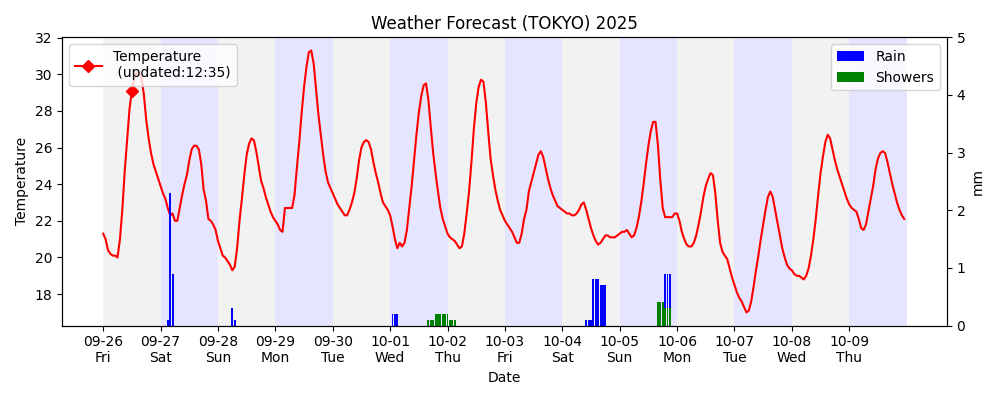 Weather Forecast (TOKYO) 2025
Temperature
(updated:12:35)
Rain
Showers
32
30
28
26
24
22
20
18
Temperature
5
4
3
2
1
0
mm
09-26 09-27 09-28 09-29 09-30 10-01 10-02 10-03 10-04 10-05 10-06 10-07 10-08 10-09
Fri Sat Sun Mon Tue Wed Thu Fri Sat Sun Mon Tue Wed Thu
Date